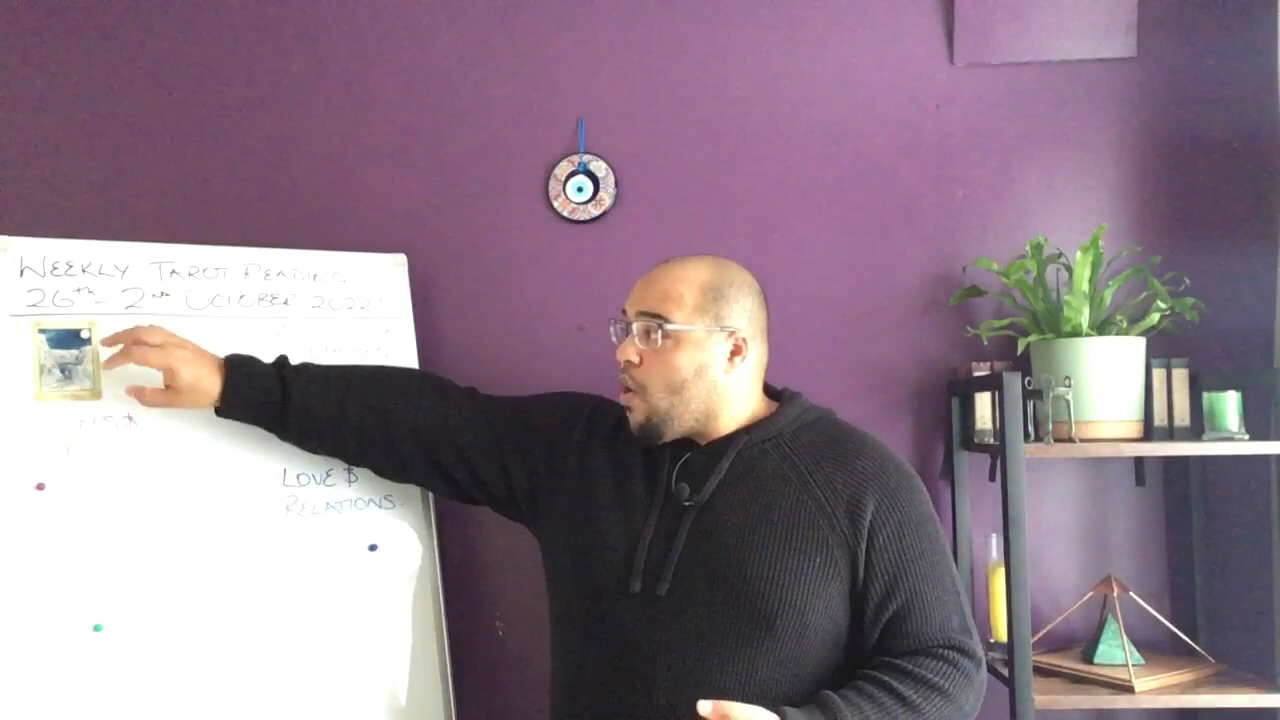 WEEKLY TAROT READING
26th - 2nd OCTOBER 2022
LOVE $
RELATIONS.